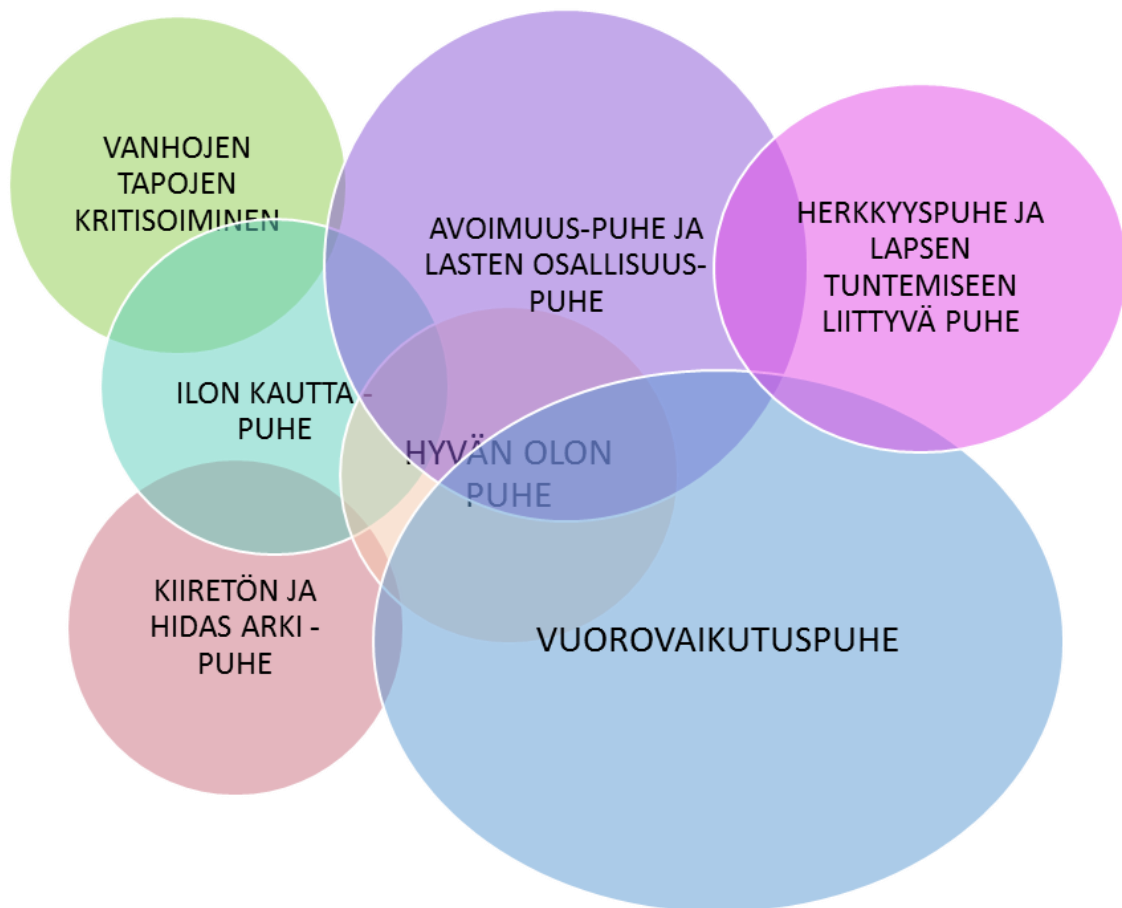 VANHOJEN
TAPOJEN
KRITISOIMINEN
AVOIMUUS-PUHE JA
LASTEN OSALLISUUS-
PUHE
HERKKYYSPUHE JA
LAPSEN
TUNTEMISEEN
LIITTYVÄ PUHE
ILON KAUTTA -
PUHE
HYVÄN OLON
PUHE
KIIRETÖN JA
HIDAS ARKI -
PUHE
VUOROVAIKUTUSPUHE